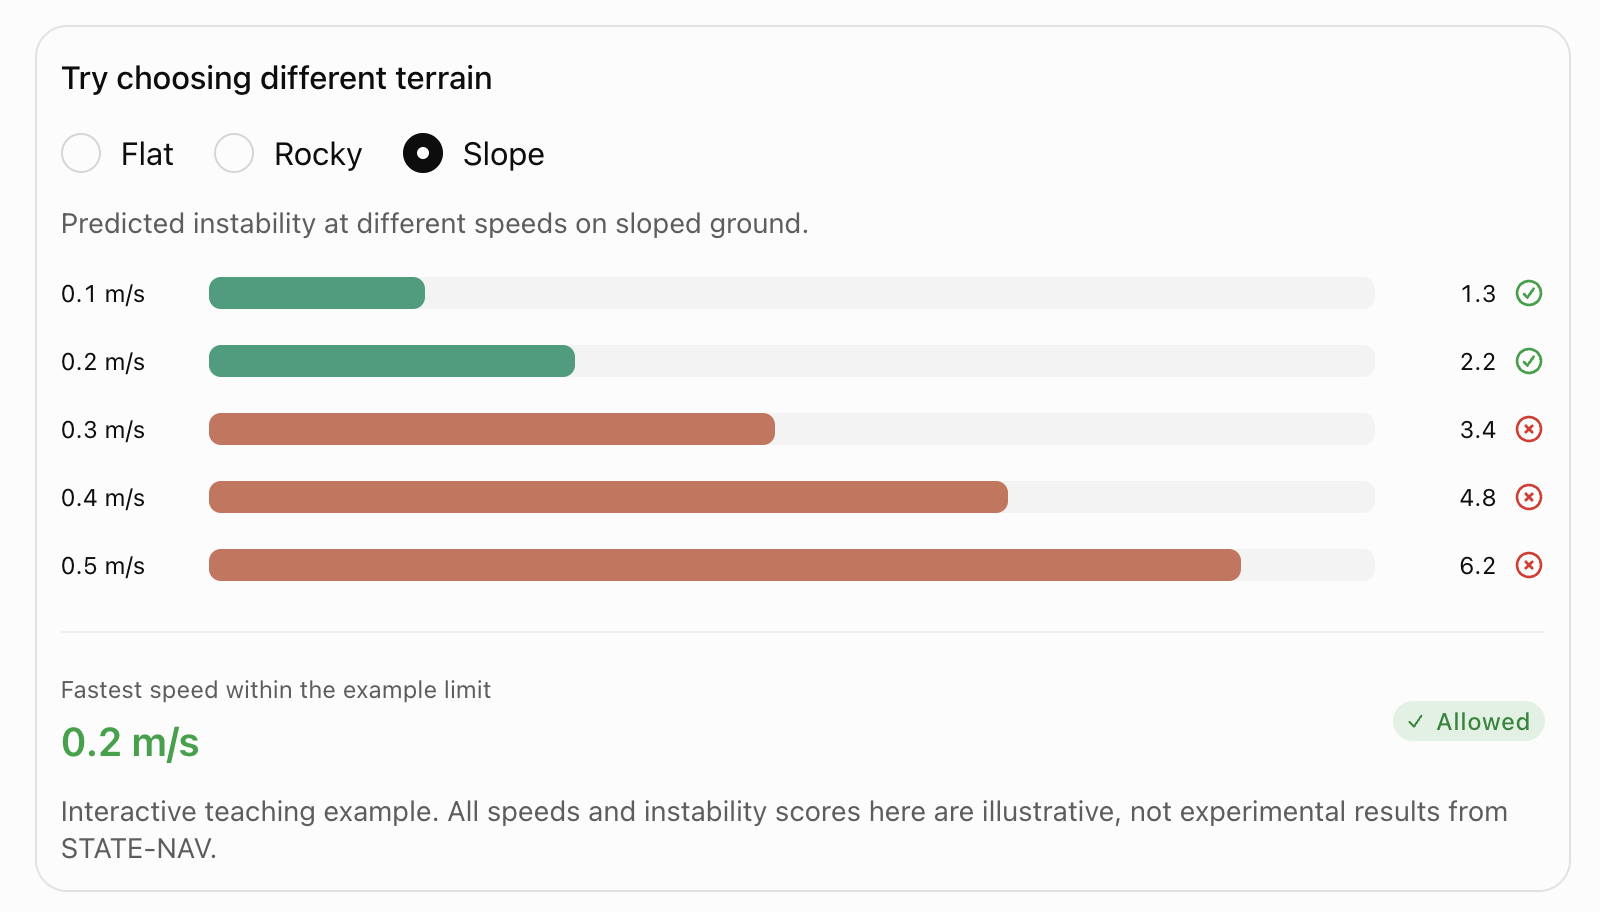 Try choosing different terrain
Flat Rocky Slope
Predicted instability at different speeds on sloped ground.
0.1 m/s 1.3
0.2 m/s 2.2
0.3 m/s 3.4
0.4 m/s 4.8
0.5 m/s 6.2
Fastest speed within the example limit
0.2 m/s
Allowed
Interactive teaching example. All speeds and instability scores here are illustrative, not experimental results from
STATE-NAV.